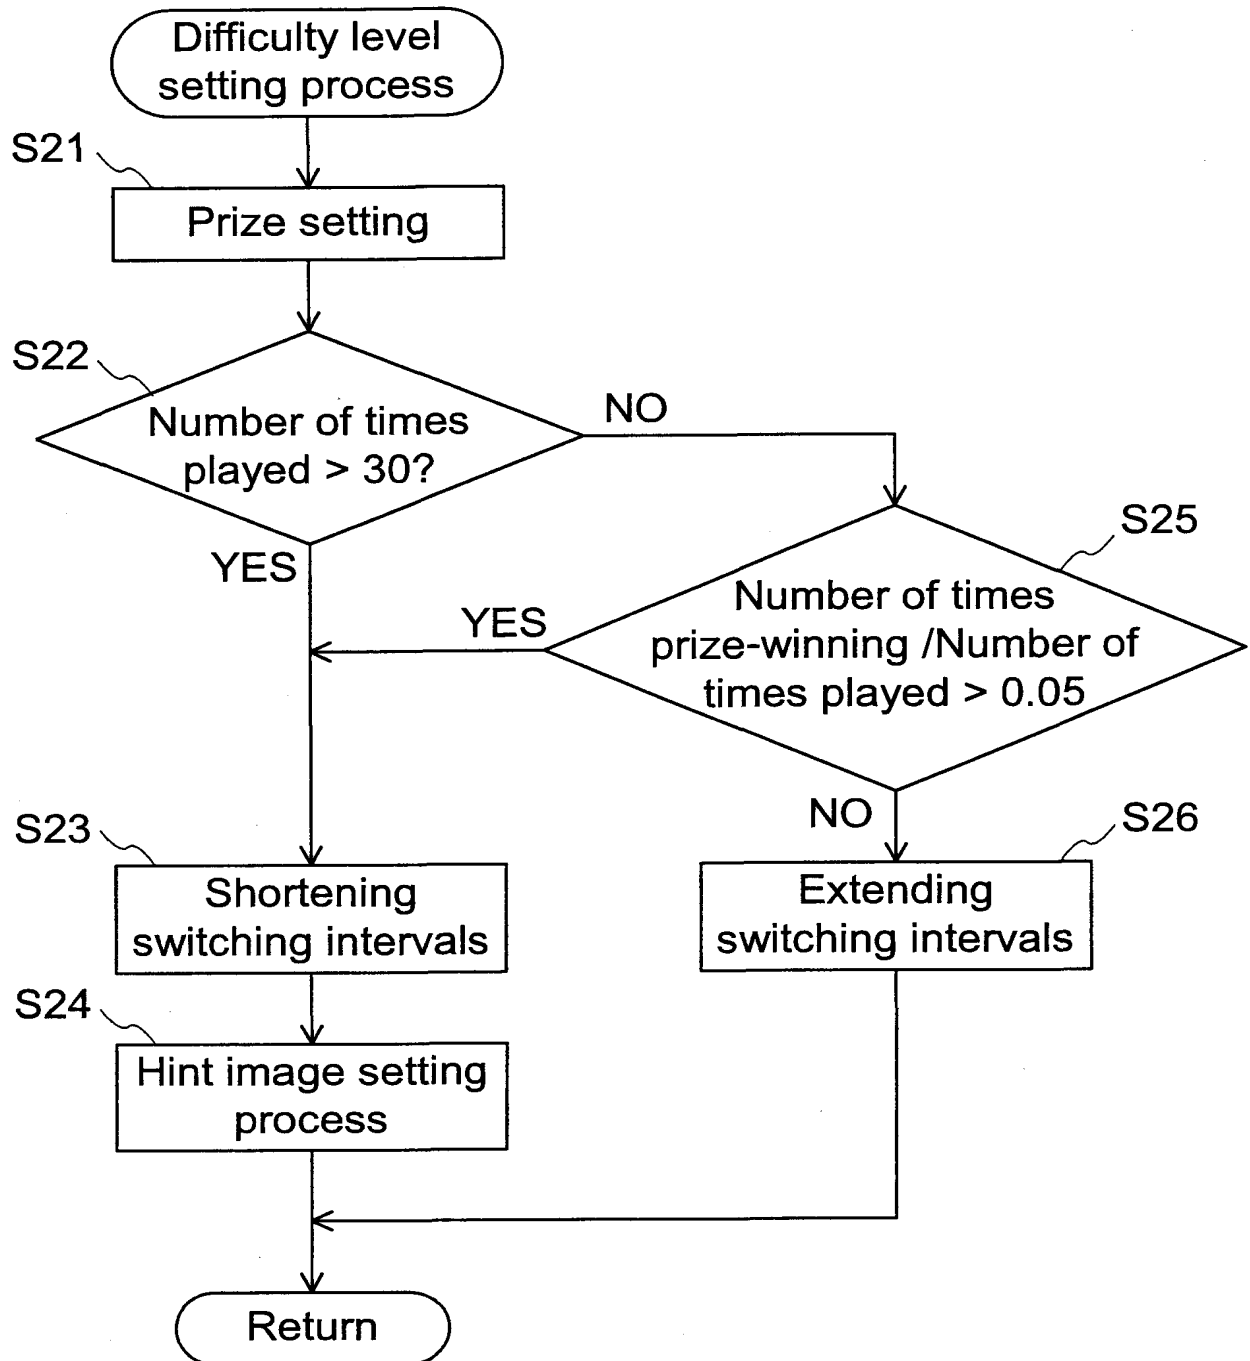 Difficulty level
setting process
S21
Prize setting
S22
Number of times
played > 30?
NO
YES
S25
Number of times
prize-winning /Number of
times played > 0.05
YES
NO
S23
Shortening
switching intervals
S26
Extending
switching intervals
S24
Hint image setting
process
Return